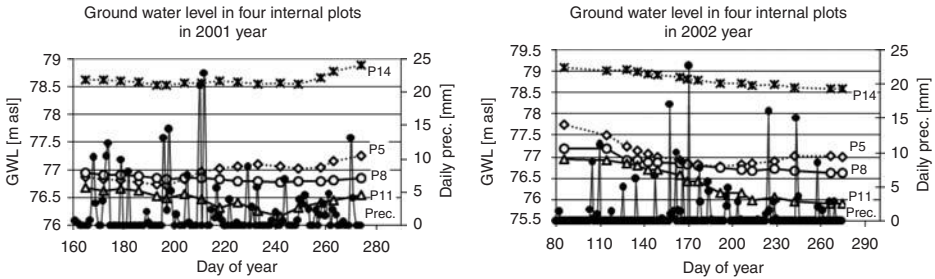 Ground water level in four internal plots
in 2001 year
GWL [m asl]
79
78.5
78
77.5
77
76.5
76
25
20
15
10
5
0
Daily prec. [mm]
P14
P5
P8
P11
Prec.
160 180 200 220 240 260 280
Day of year
Ground water level in four internal plots
in 2002 year
GWL [m asl]
79.5
79
78.5
78
77.5
77
76.5
76
75.5
25
20
15
10
5
0
Daily prec. [mm]
P14
P5
P8
P11
Prec.
80 110 140 170 200 230 260 290
Day of year